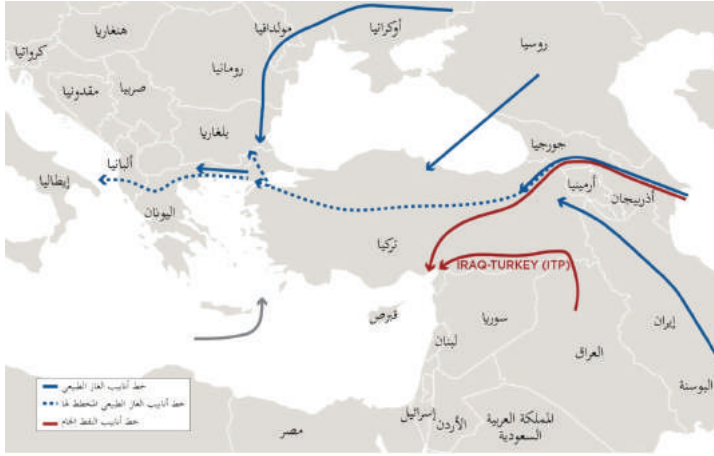 هنغاريا
مولدافيا
أوكرانيا
روسيا
كرواتيا
رومانيا
صربيا
مقدونيا
بلغاريا
جورجيا
ألبانيا
إيطاليا
أرمينيا
أذربيجان
اليونان
تركيا
IRAQ-TURKEY (ITP)
قبرص
سوريا
إيران
لبنان
العراق
البوسنة
خط أنابيب الغاز الطبيعي
خط أنابيب الغاز الطبيعي المخطط لها
خط أنابيب النفط الخام
مصر
إسرائيل
الأردن
المملكة العربية
السعودية